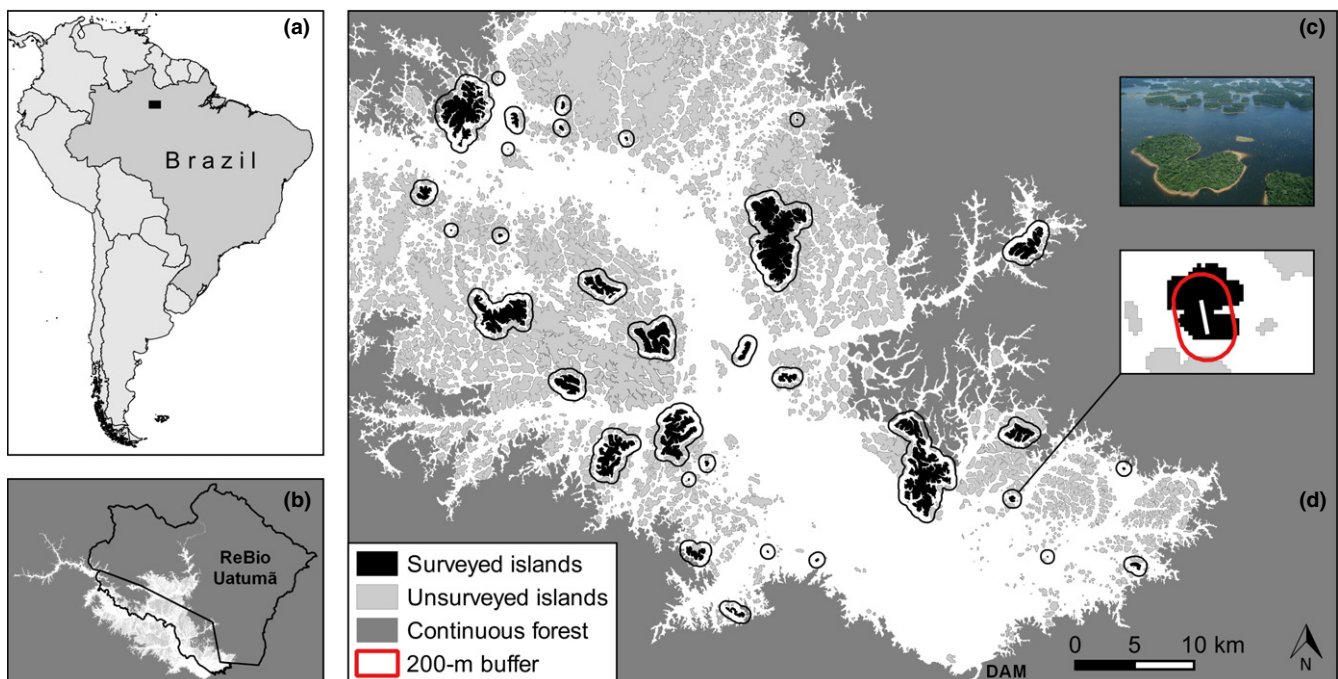 (a)
Brazil
(b)
ReBio
Uatumã
(c)
(d)
Surveyed islands
Unsurveyed islands
Continuous forest
200-m buffer
DAM
0 5 10 km
N